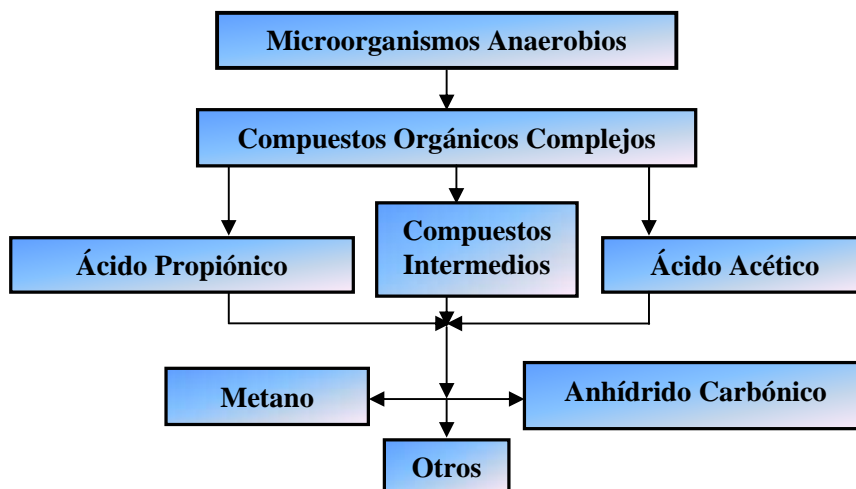 Microorganismos Anaerobios
Compuestos Orgánicos Complejos
Ácido Propiónico
Compuestos
Intermedios
Ácido Acético
Metano
Anhídrido Carbónico
Otros